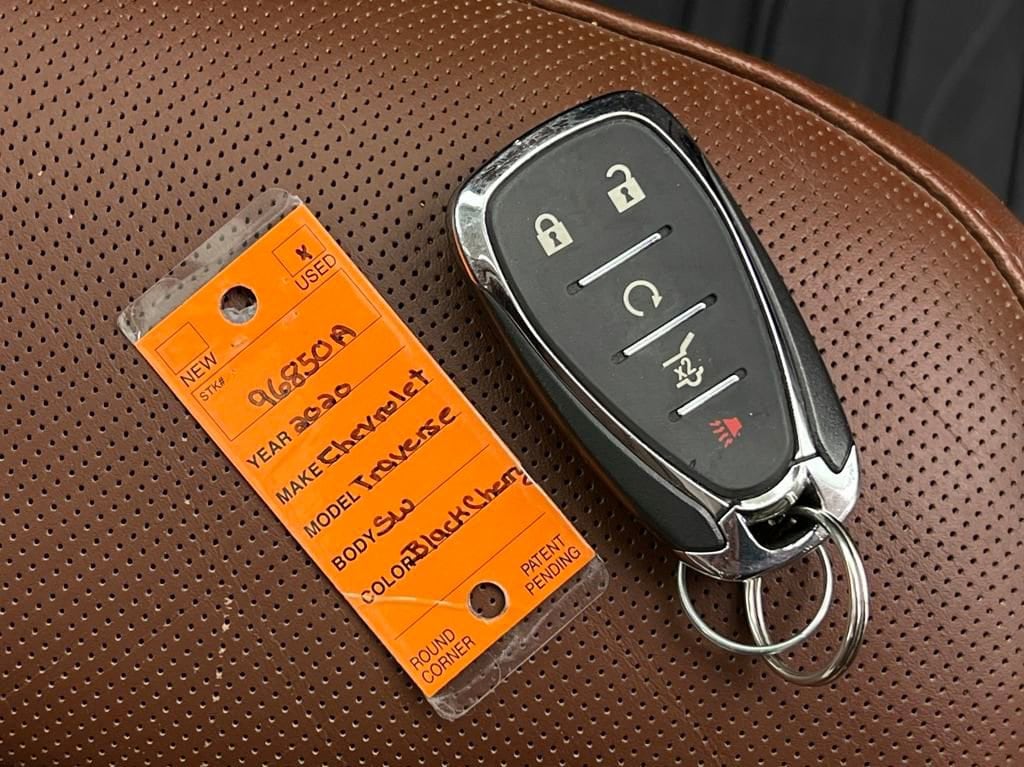 X
USED
NEW
STK#
96850A
YEAR 2020
MAKE Chevrolet
MODEL Traverse
BODY SW
COLOR Black Cherry
PATENT
PENDING
ROUND
CORNER
X2